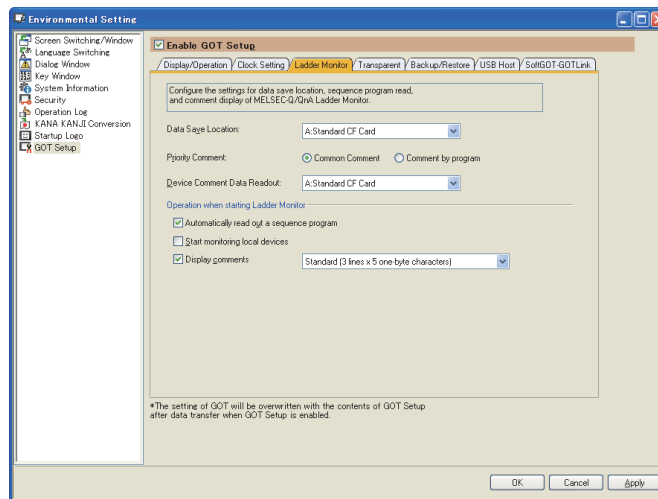 Environmental Setting
Screen Switching/Window
Language Switching
Dialog Window
Key Window
System Information
Security
Operation Log
KANA KANJI Conversion
Startup Logo
GOT Setup
Enable GOT Setup
Display/Operation Clock Setting Ladder Monitor Transparent Backup/Restore USB Host SoftGOT-GOTLink
Configure the settings for data save location, sequence program read,
and comment display of MELSEC-Q/QnA Ladder Monitor.
Data Save Location: A:Standard CF Card
Priority Comment: Common Comment Comment by program
Device Comment Data Readout: A:Standard CF Card
Operation when starting Ladder Monitor
Automatically read out a sequence program
Start monitoring local devices
Display comments Standard (3 lines x 5 one-byte characters)
*The setting of GOT will be overwritten with the contents of GOT Setup
after data transfer when GOT Setup is enabled.
OK Cancel Apply